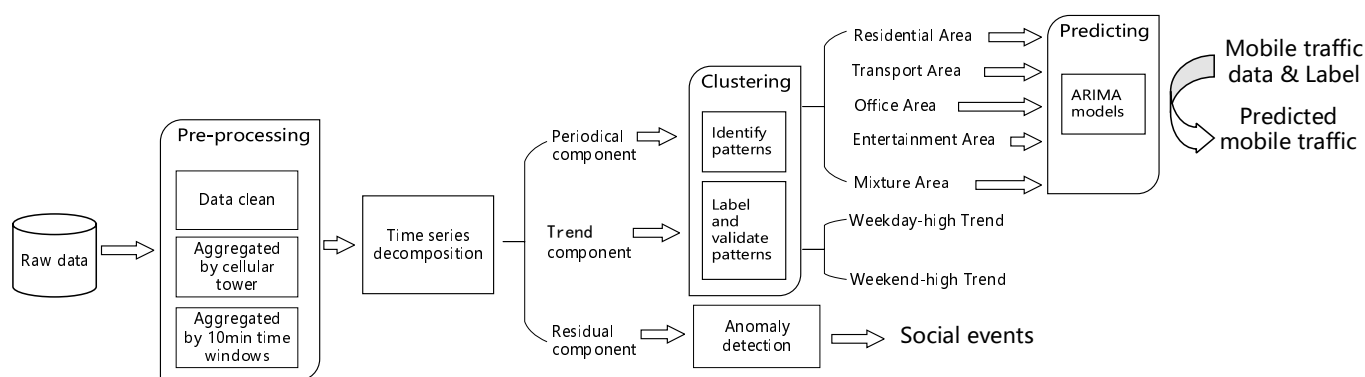 Raw data
Pre-processing
Data clean
Aggregated
by cellular
tower
Aggregated
by 10min time
windows
Time series
decomposition
Periodical
component
Trend
component
Residual
component
Clustering
Identify
patterns
Label
and
validate
patterns
Anomaly
detection
Social events
Residential Area
Transport Area
Office Area
Entertainment Area
Mixture Area
Weekday-high Trend
Weekend-high Trend
Predicting
ARIMA
models
Mobile traffic
data & Label
Predicted
mobile traffic